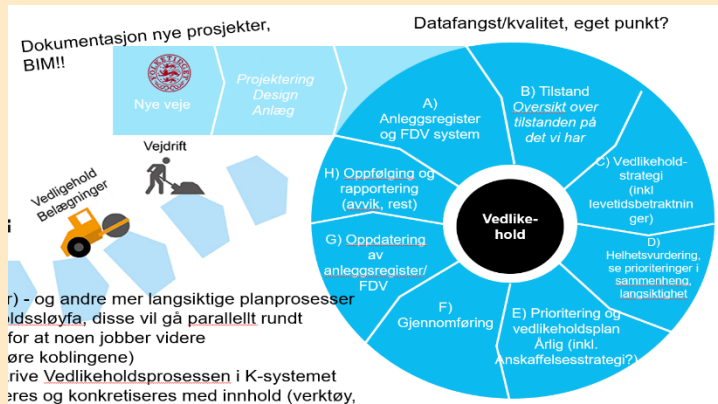 Dokumentasjon nye prosjekter,
BIM!!
Datafangst/kvalitet, eget punkt?
FOLKETINGET
Nye veje
Projektering
Design
Anlæg
A)
Anleggsregister
og FDV system
B) Tilstand
Oversikt over
tilstanden på
det vi har
C) Vedlikehold-
strategi
(inkl
levetidsbetraktnin
ger)
D)
Helhetsvurdering,
se prioriteringer i
sammenheng,
langsiktighet
E) Prioritering og
vedlikeholdsplan
Årlig (inkl.
Anskaffelsesstrategi?)
F)
Gjennomføring
G) Oppdatering
av
anleggsregister/
FDV
H) Oppfølging og
rapportering
(avvik, rest)
Vedlike-
hold
Vejdrift
Vedligehold
Belægninger
r) - og andre mer langsiktige planprosesser
oldssløyfa, disse vil gå parallellt rundt
for at noen jobber videre
øre koblingene)
rive Vedlikeholdsprosessen i K-systemet
eres og konkretiseres med innhold (verktøy,